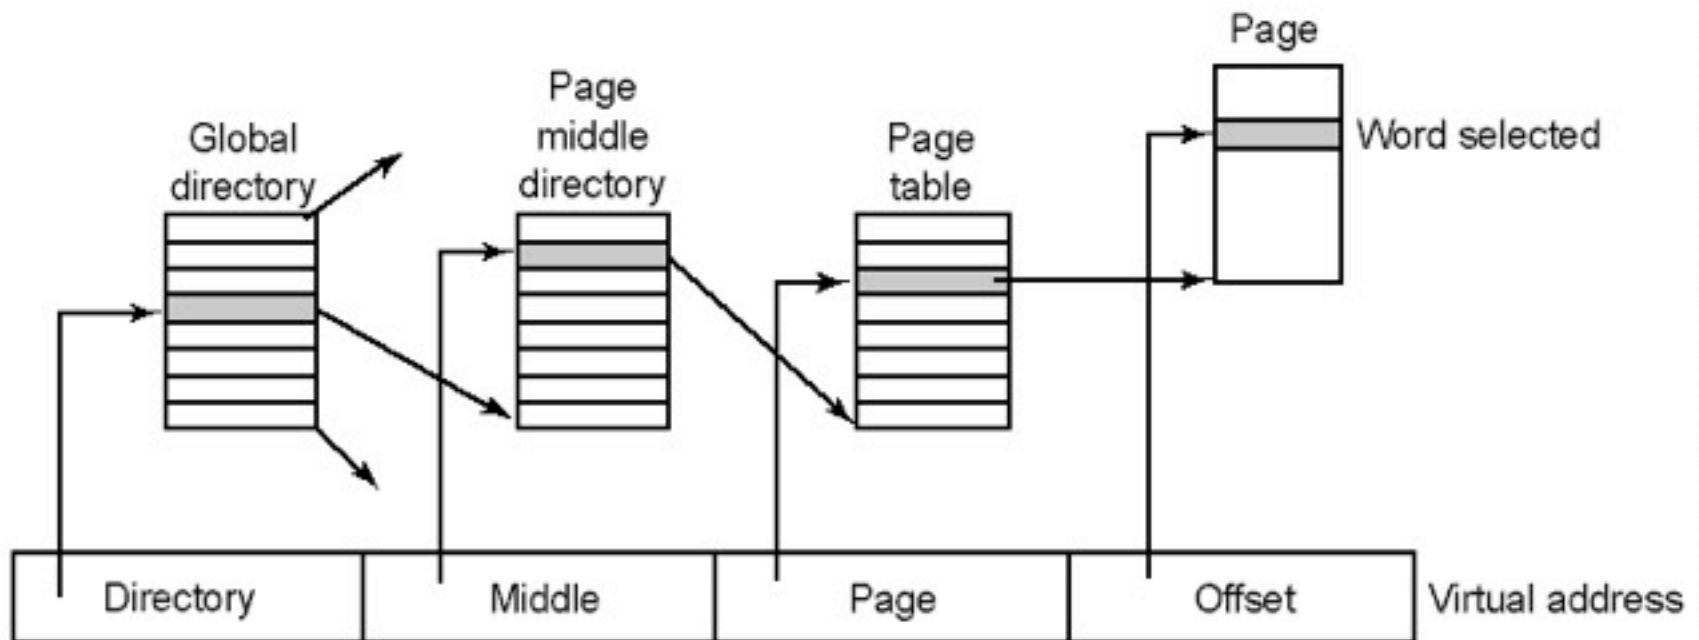 Page
Page
middle
directory
Global
directory
Page
table
Word selected
Directory
Middle
Page
Offset
Virtual address